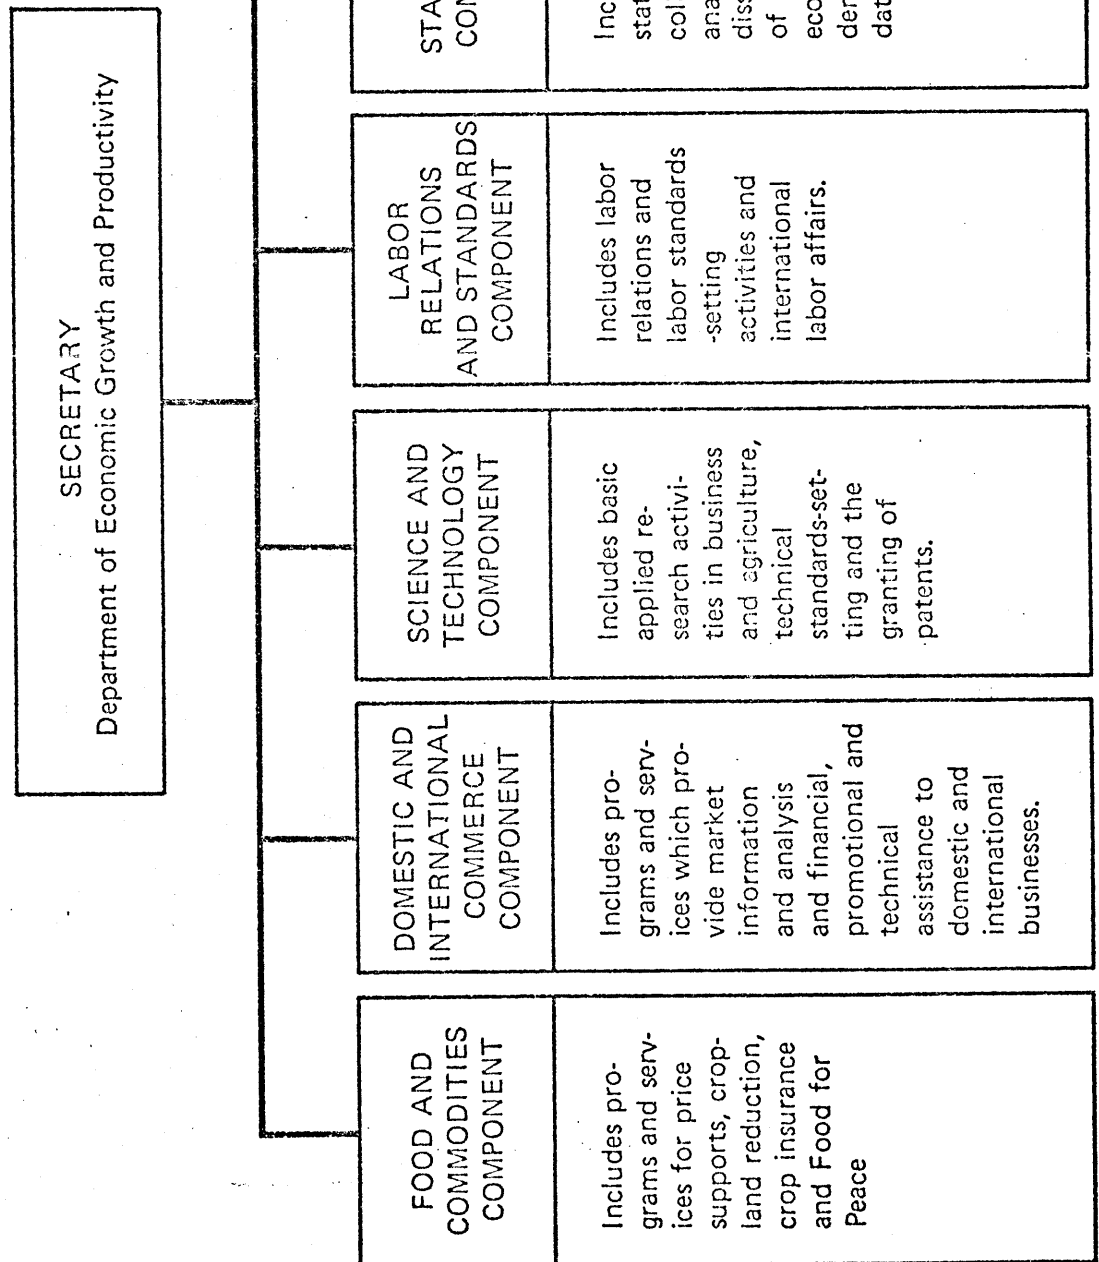 SECRETARY
Department of Economic Growth and Productivity
FOOD AND
COMMODITIES
COMPONENT
Includes pro-
grams and serv-
ices for price
supports, crop-
land reduction,
crop insurance
and Food for
Peace
DOMESTIC AND
INTERNATIONAL
COMMERCE
COMPONENT
Includes pro-
grams and serv-
ices which pro-
vide market
information
and analysis
and financial,
promotional and
technical
assistance to
domestic and
international
businesses.
SCIENCE AND
TECHNOLOGY
COMPONENT
Includes basic
applied re-
search activi-
ties in business
and agriculture,
technical
standards-set-
ting and the
granting of
patents.
LABOR
RELATIONS
AND STANDARDS
COMPONENT
Includes labor
relations and
labor standards
-setting
activities and
international
labor affairs.
of